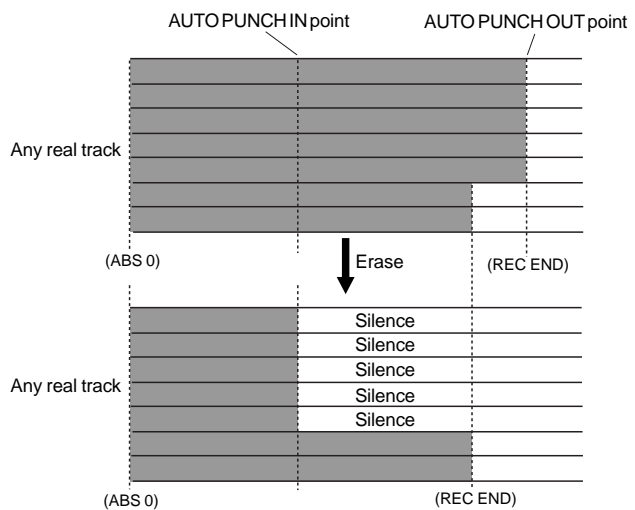 AUTO PUNCH IN point
AUTO PUNCH OUT point
Any real track
(ABS 0)
Erase
(REC END)
Silence
Silence
Silence
Any real track
Silence
Silence
(ABS 0)
(REC END)